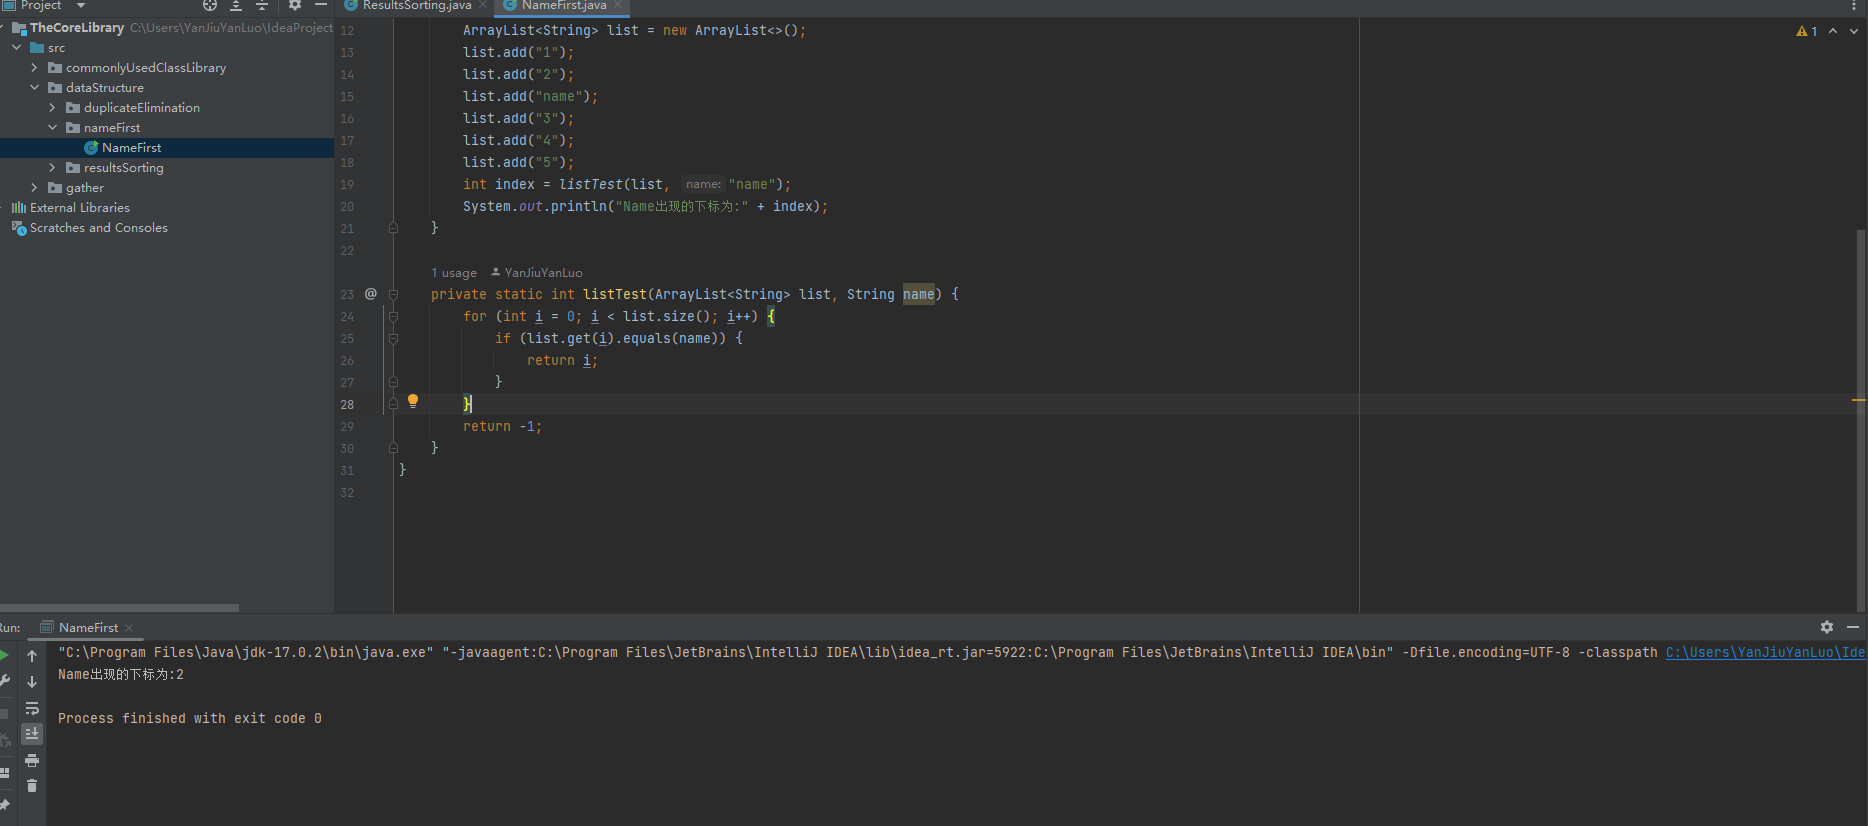 Project
ResultsSorting.java
NameFirst.java
TheCoreLibrary C:\Users\YanJiuYanLuo\IdeaProject
src
commonlyUsedClassLibrary
dataStructure
duplicateElimination
nameFirst
NameFirst
resultsSorting
gather
External Libraries
Scratches and Consoles
1
12 ArrayList<String> list = new ArrayList<>();
13 list.add("1");
14 list.add("2");
15 list.add("name");
16 list.add("3");
17 list.add("4");
18 list.add("5");
19 int index = listTest(list, name: "name");
20 System.out.println("Name出现的下标为:" + index);
21 }
22
1 usage YanJiuYanLuo
23 @ private static int listTest(ArrayList<String> list, String name) {
24 for (int i = 0; i < list.size(); i++) {
25 if (list.get(i).equals(name)) {
26 return i;
27 }
28 }
29 return -1;
30 }
31 }
32
Run: NameFirst
"C:\Program Files\Java\jdk-17.0.2\bin\java.exe" "-javaagent:C:\Program Files\JetBrains\IntelliJ IDEA\lib\idea_rt.jar=5922:C:\Program Files\JetBrains\IntelliJ IDEA\bin" -Dfile.encoding=UTF-8 -classpath C:\Users\YanJiuYanLuo\Ide
Name出现的下标为:2
Process finished with exit code 0